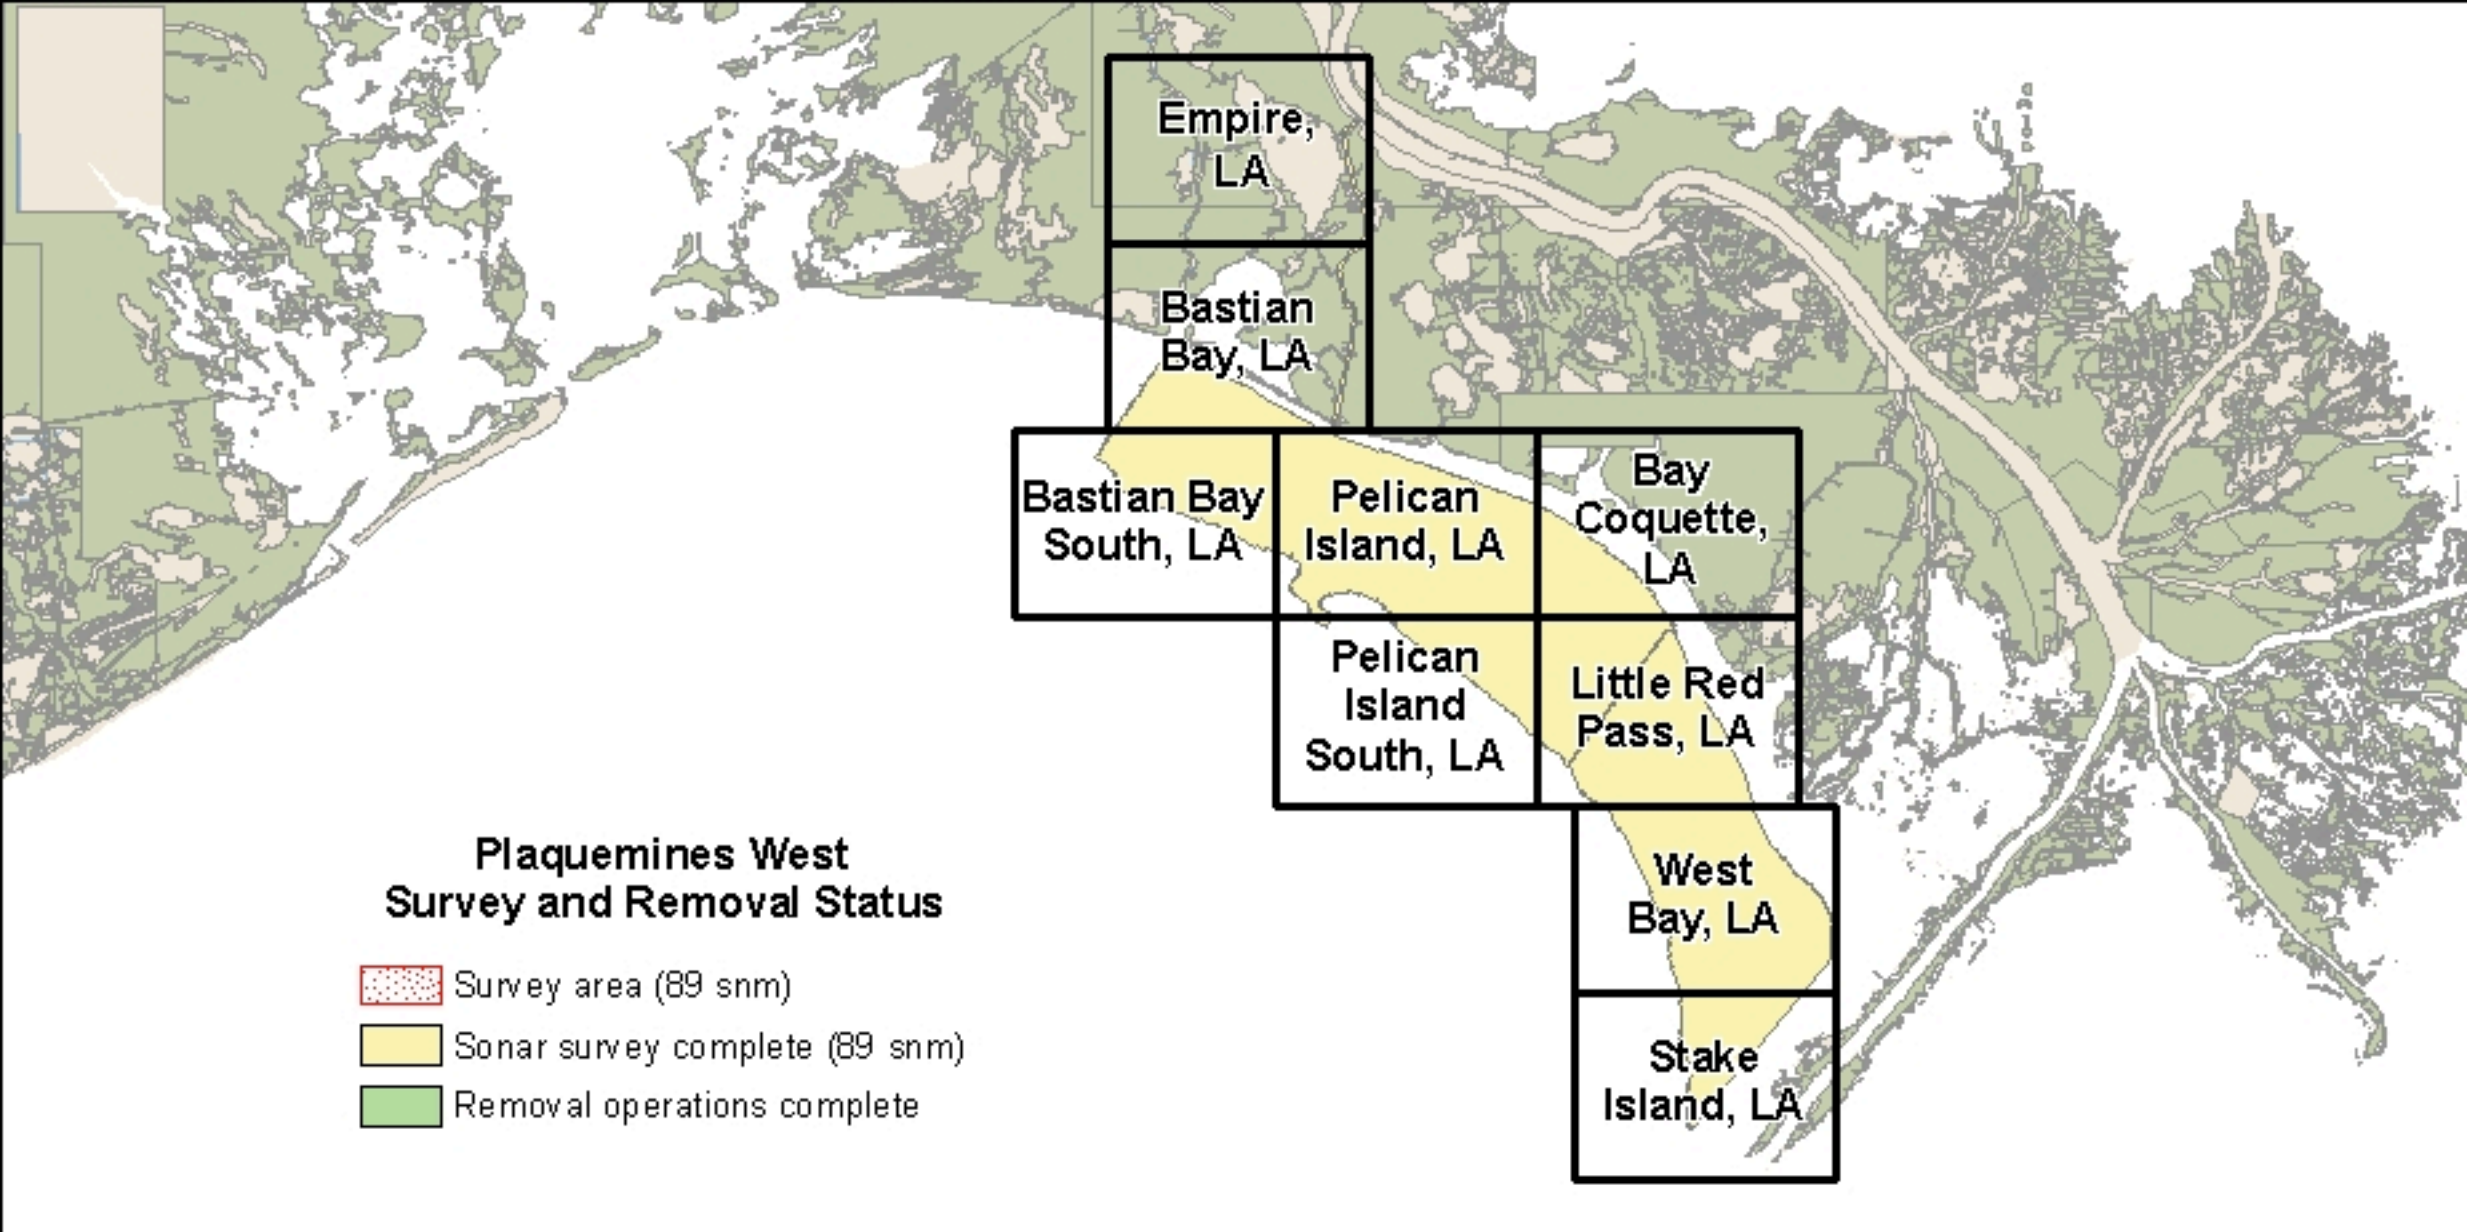 Empire,
LA
Bastian
Bay, LA
Bastian Bay
South, LA
Pelican
Island, LA
Bay
Coquette,
LA
Pelican
Island
South, LA
Little Red
Pass, LA
West
Bay, LA
Stake
Island, LA
Plaquemines West
Survey and Removal Status
Survey area (89 snm)
Sonar survey complete (89 snm)
Removal operations complete